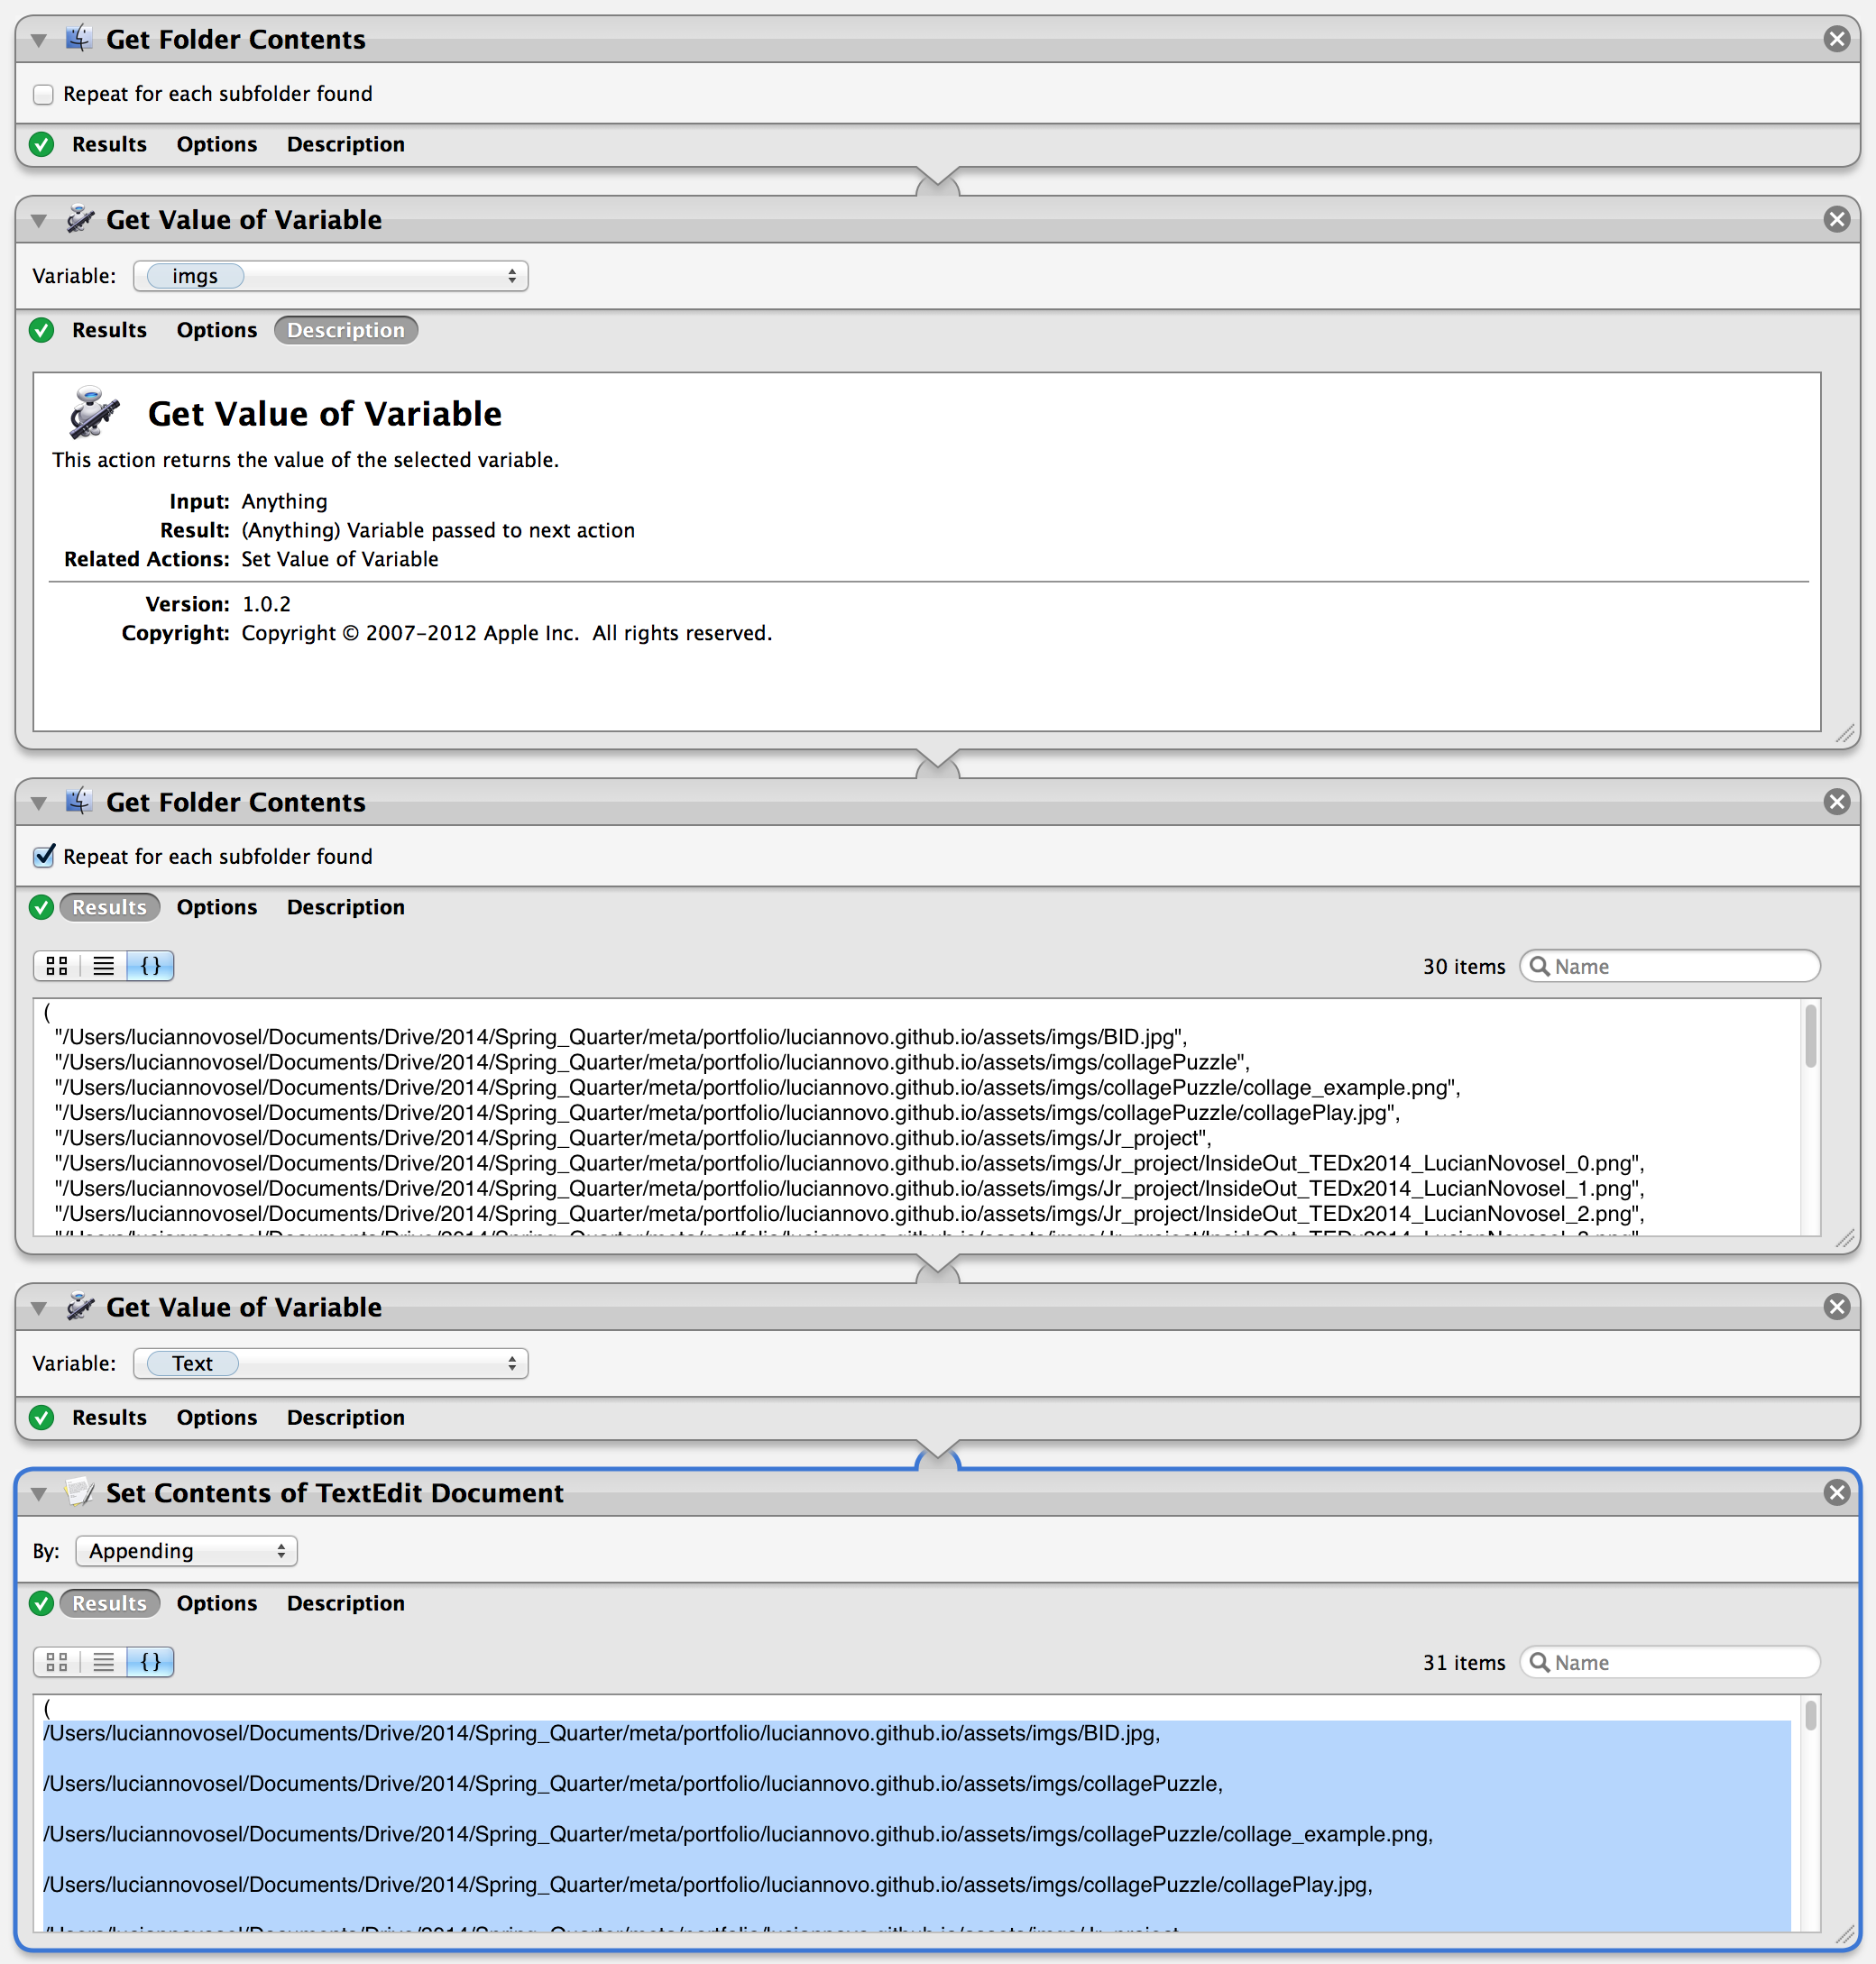 Get Folder Contents
Repeat for each subfolder found
Results Options Description
Get Value of Variable
Variable: imgs
Results Options Description
Get Value of Variable
This action returns the value of the selected variable.
Input: Anything
Result: (Anything) Variable passed to next action
Related Actions: Set Value of Variable
Version: 1.0.2
Copyright: Copyright © 2007-2012 Apple Inc.  All rights reserved.
Get Folder Contents
Repeat for each subfolder found
Results Options Description
{} 30 items Name
(
"/Users/luciannovosel/Documents/Drive/2014/Spring_Quarter/meta/portfolio/luciannovo.github.io/assets/imgs/BID.jpg",
"/Users/luciannovosel/Documents/Drive/2014/Spring_Quarter/meta/portfolio/luciannovo.github.io/assets/imgs/collagePuzzle",
"/Users/luciannovosel/Documents/Drive/2014/Spring_Quarter/meta/portfolio/luciannovo.github.io/assets/imgs/collagePuzzle/collage_example.png",
"/Users/luciannovosel/Documents/Drive/2014/Spring_Quarter/meta/portfolio/luciannovo.github.io/assets/imgs/collagePuzzle/collagePlay.jpg",
"/Users/luciannovosel/Documents/Drive/2014/Spring_Quarter/meta/portfolio/luciannovo.github.io/assets/imgs/Jr_project",
"/Users/luciannovosel/Documents/Drive/2014/Spring_Quarter/meta/portfolio/luciannovo.github.io/assets/imgs/Jr_project/InsideOut_TEDx2014_LucianNovosel_0.png",
"/Users/luciannovosel/Documents/Drive/2014/Spring_Quarter/meta/portfolio/luciannovo.github.io/assets/imgs/Jr_project/InsideOut_TEDx2014_LucianNovosel_1.png",
"/Users/luciannovosel/Documents/Drive/2014/Spring_Quarter/meta/portfolio/luciannovo.github.io/assets/imgs/Jr_project/InsideOut_TEDx2014_LucianNovosel_2.png",
Get Value of Variable
Variable: Text
Results Options Description
Set Contents of TextEdit Document
By: Appending
Results Options Description
{} 31 items Name
(
/Users/luciannovosel/Documents/Drive/2014/Spring_Quarter/meta/portfolio/luciannovo.github.io/assets/imgs/BID.jpg,
/Users/luciannovosel/Documents/Drive/2014/Spring_Quarter/meta/portfolio/luciannovo.github.io/assets/imgs/collagePuzzle,
/Users/luciannovosel/Documents/Drive/2014/Spring_Quarter/meta/portfolio/luciannovo.github.io/assets/imgs/collagePuzzle/collage_example.png,
/Users/luciannovosel/Documents/Drive/2014/Spring_Quarter/meta/portfolio/luciannovo.github.io/assets/imgs/collagePuzzle/collagePlay.jpg,